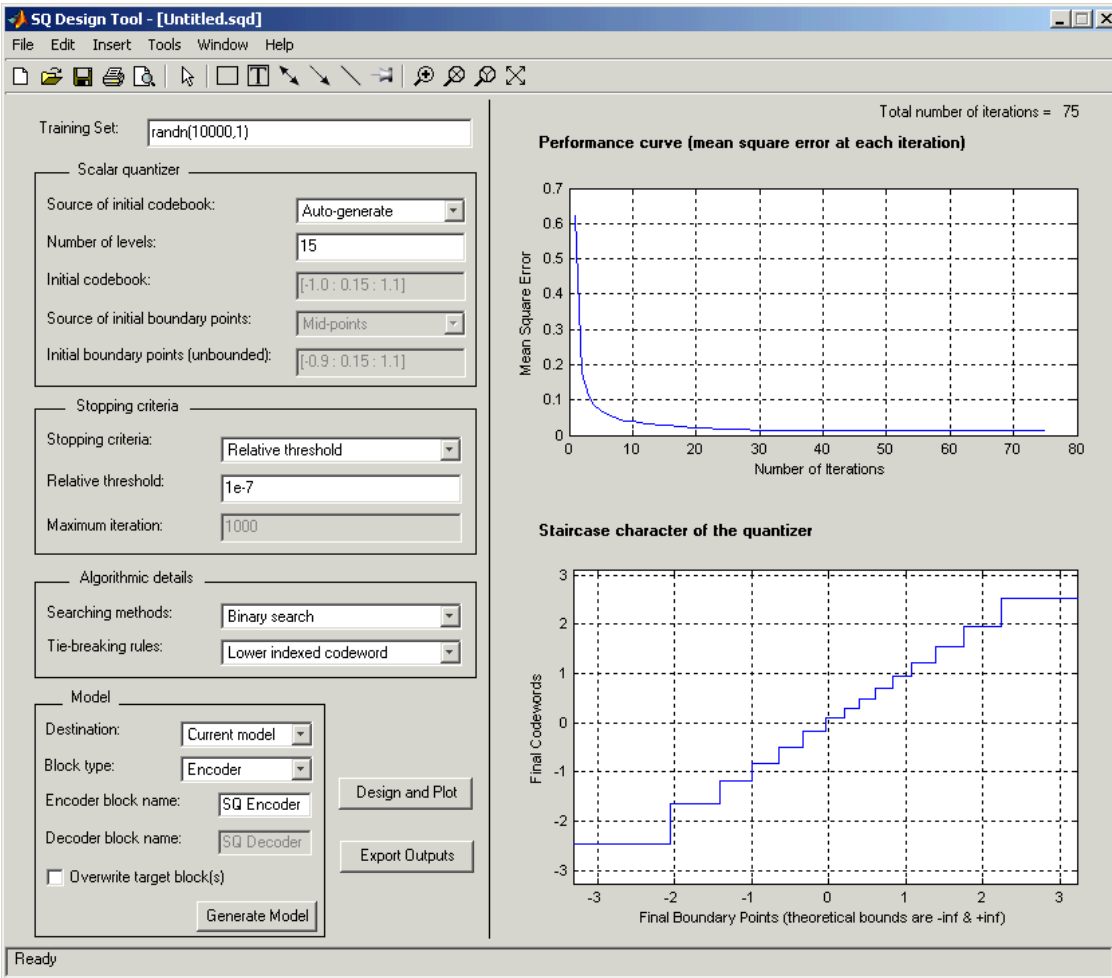 SQ Design Tool - [Untitled.sqd]
File Edit Insert Tools Window Help
T
Training Set: randn(10000,1)
Scalar quantizer
Source of initial codebook: Auto-generate
Number of levels: 15
Initial codebook: [-1.0 : 0.15 : 1.1]
Source of initial boundary points: Mid-points
Initial boundary points (unbounded): [-0.9 : 0.15 : 1.1]
Stopping criteria
Stopping criteria: Relative threshold
Relative threshold: 1e-7
Maximum iteration: 1000
Algorithmic details
Searching methods: Binary search
Tie-breaking rules: Lower indexed codeword
Model
Destination: Current model
Block type: Encoder
Encoder block name: SQ Encoder
Decoder block name: SQ Decoder
Overwrite target block(s)
Generate Model
Design and Plot
Export Outputs
Total number of iterations = 75
Performance curve (mean square error at each iteration)
Mean Square Error
0.7
0.6
0.5
0.4
0.3
0.2
0.1
0
0 10 20 30 40 50 60 70 80
Number of Iterations
Staircase character of the quantizer
Final Codewords
3
2
1
0
-1
-2
-3
-3 -2 -1 0 1 2 3
Final Boundary Points (theoretical bounds are -inf & +inf)
Ready